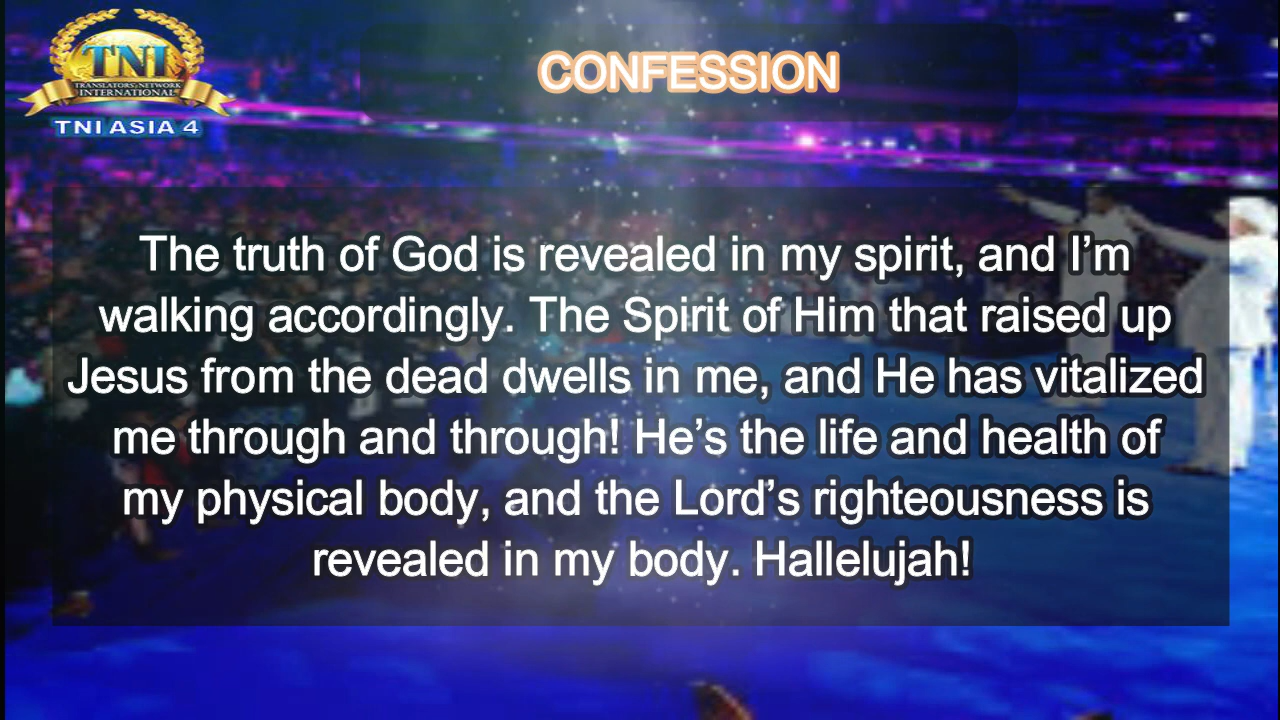 TNI
TRANSLATORS' NETWORK
INTERNATIONAL
TNI ASIA 4
CONFESSION
The truth of God is revealed in my spirit, and I’m
walking accordingly. The Spirit of Him that raised up
Jesus from the dead dwells in me, and He has vitalized
me through and through! He’s the life and health of
my physical body, and the Lord’s righteousness is
revealed in my body. Hallelujah!